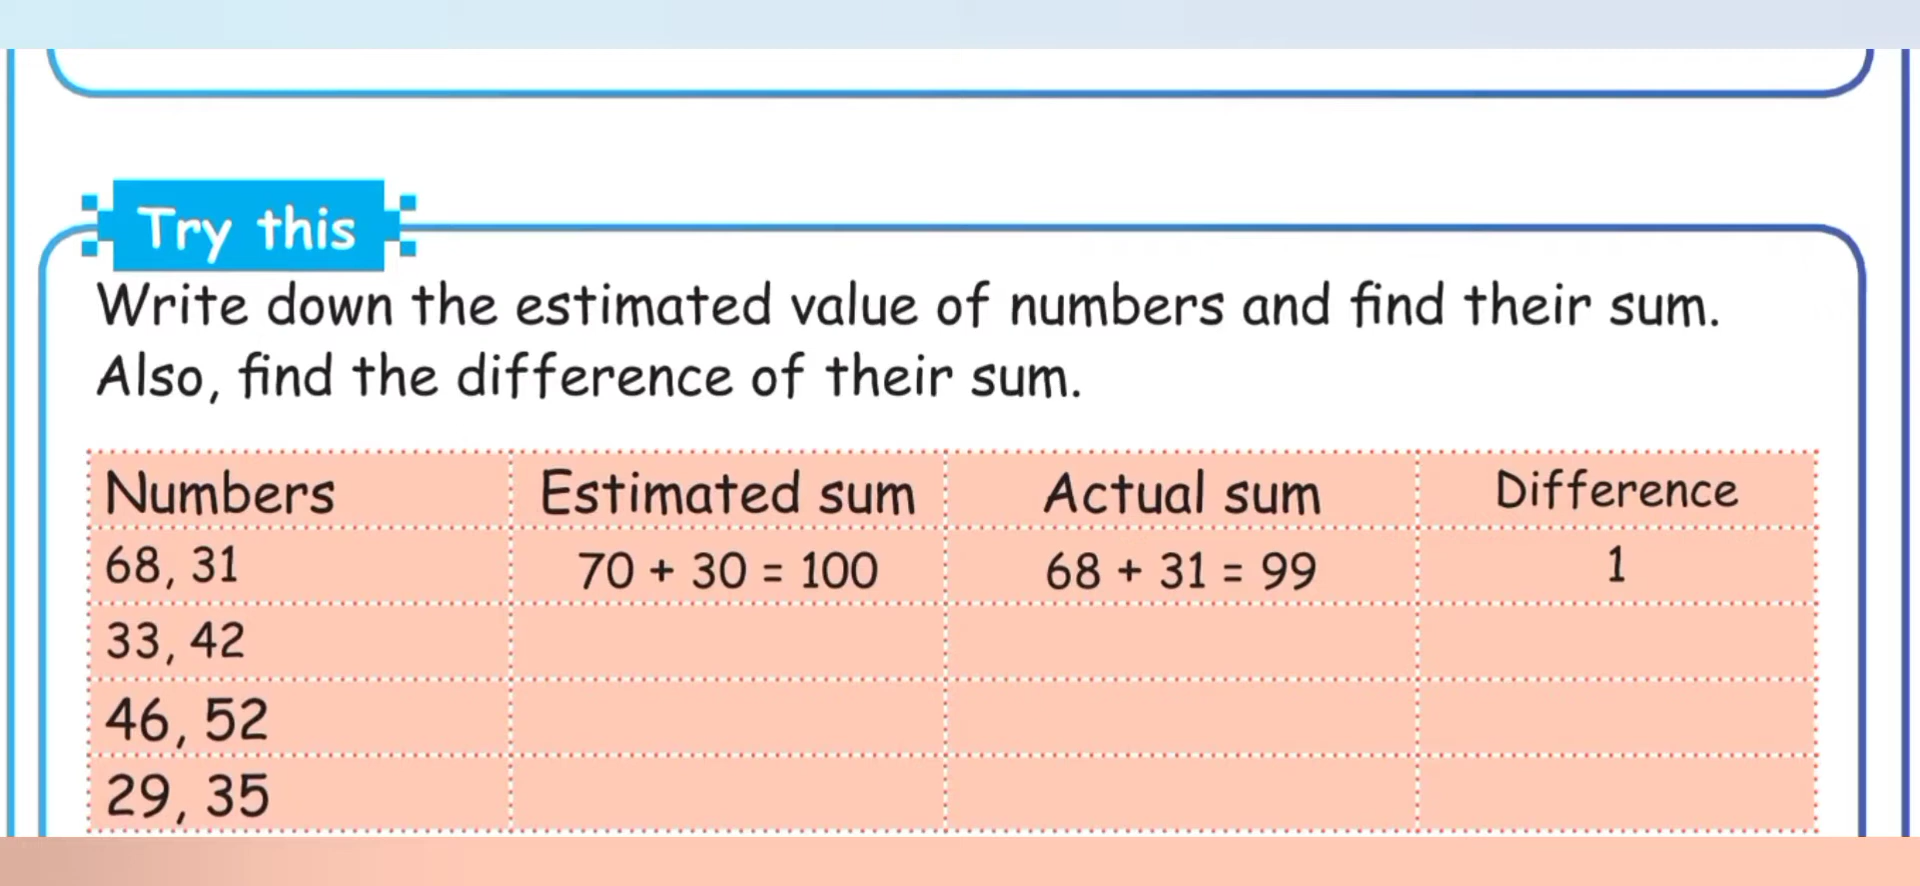 Try this
Write down the estimated value of numbers and find their sum.
Also, find the difference of their sum.
Numbers Estimated sum Actual sum Difference
68, 31 70 + 30 = 100 68 + 31 = 99 1
33, 42
46, 52
29, 35